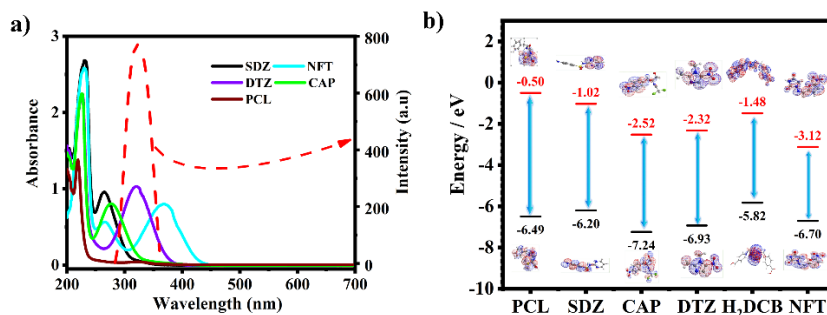 a)
3
2
1
0
Absorbance
200 300 400 500 600 700
Wavelength (nm)
800
600
400
200
0
Intensity (a.u)
SDZ NFT
DTZ CAP
PCL
b)
2
0
-2
-4
-6
-8
-10
Energy / eV
-0.50 -1.02 -2.52 -2.32 -1.48 -3.12
-6.49 -6.20 -7.24 -6.93 -5.82 -6.70
PCL SDZ CAP DTZ H₂DCB NFT